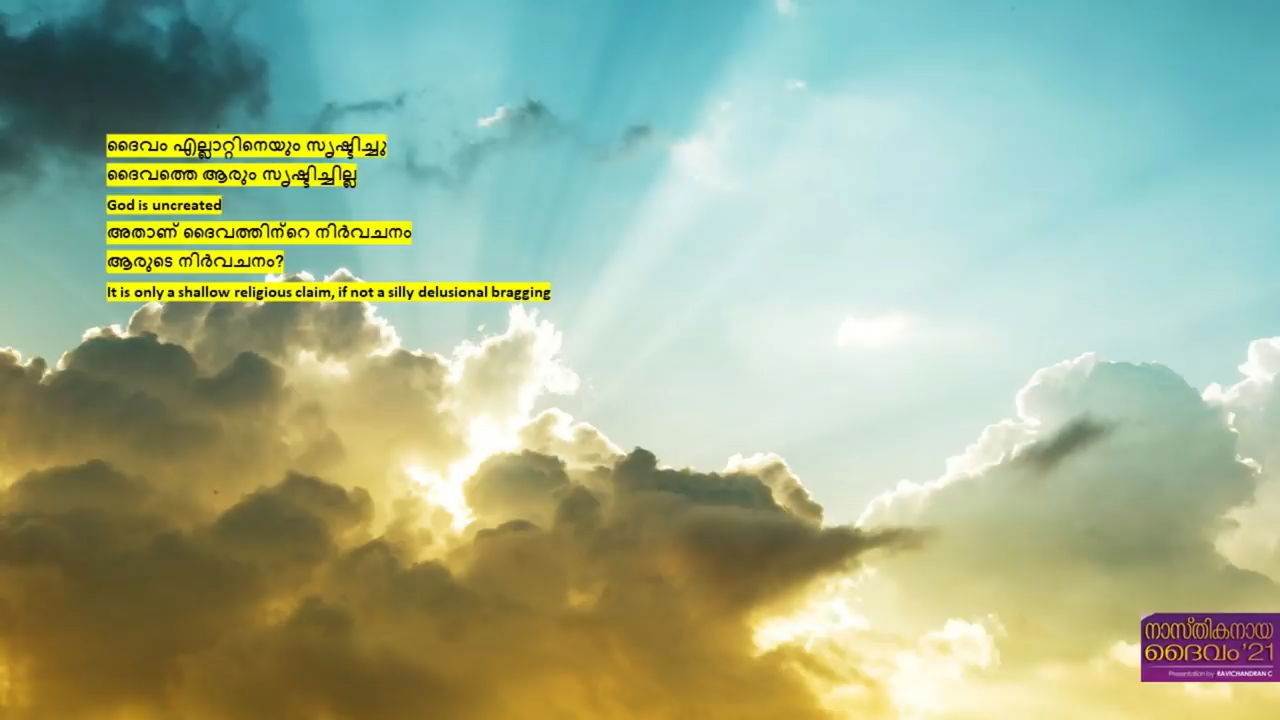 ദൈവം എല്ലാറ്റിനെയും സൃഷ്ടിച്ചു
ദൈവത്തെ ആരും സൃഷ്ടിച്ചില്ല
God is uncreated
അതാണ് ദൈവത്തിന്റെ നിർവചനം
ആരുടെ നിർവചനം?
It is only a shallow religious claim, if not a silly delusional bragging
നാസ്തികനായ
ദൈവം '21
Presentation by RAVICHANDRAN C